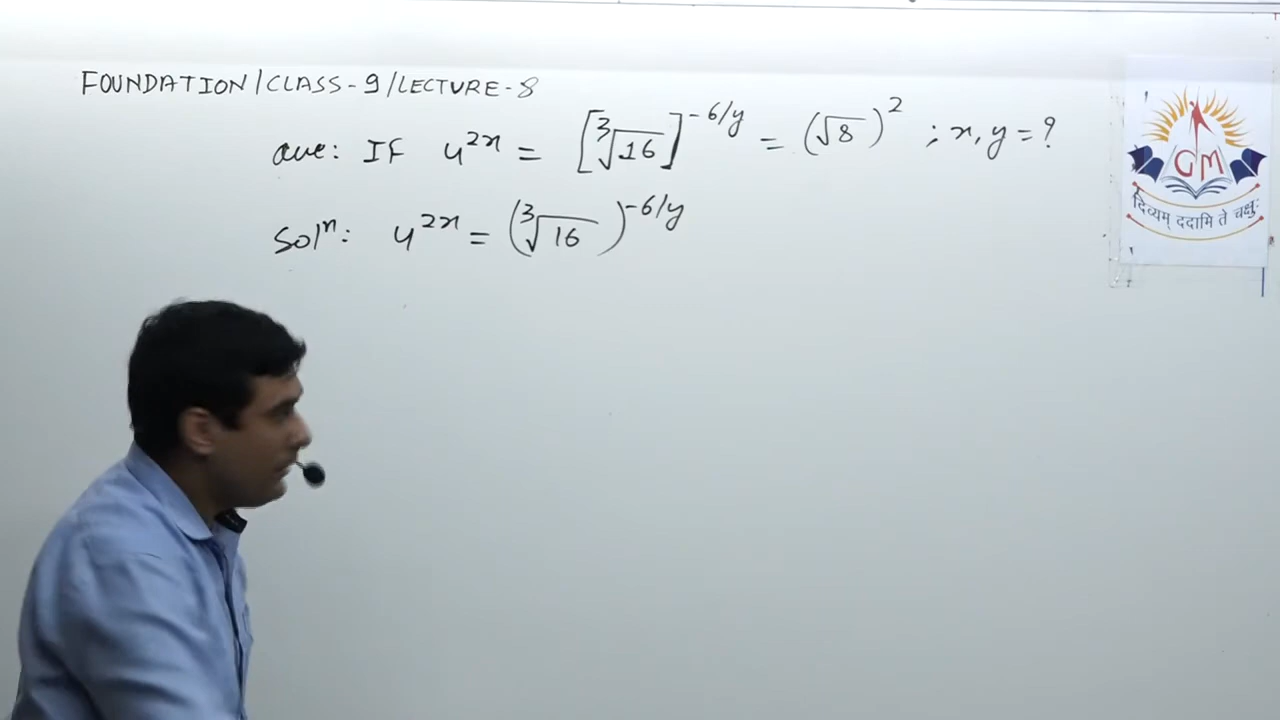 FOUNDATION/CLASS-9/LECTURE-8
Que: IF 4^{2x} = [∛16]^{-6/y} = (√8)^2 ; x, y = ?
Sol^n: 4^{2x} = (∛16)^{-6/y}
GM
दिव्यम् ददामि ते चक्षुः